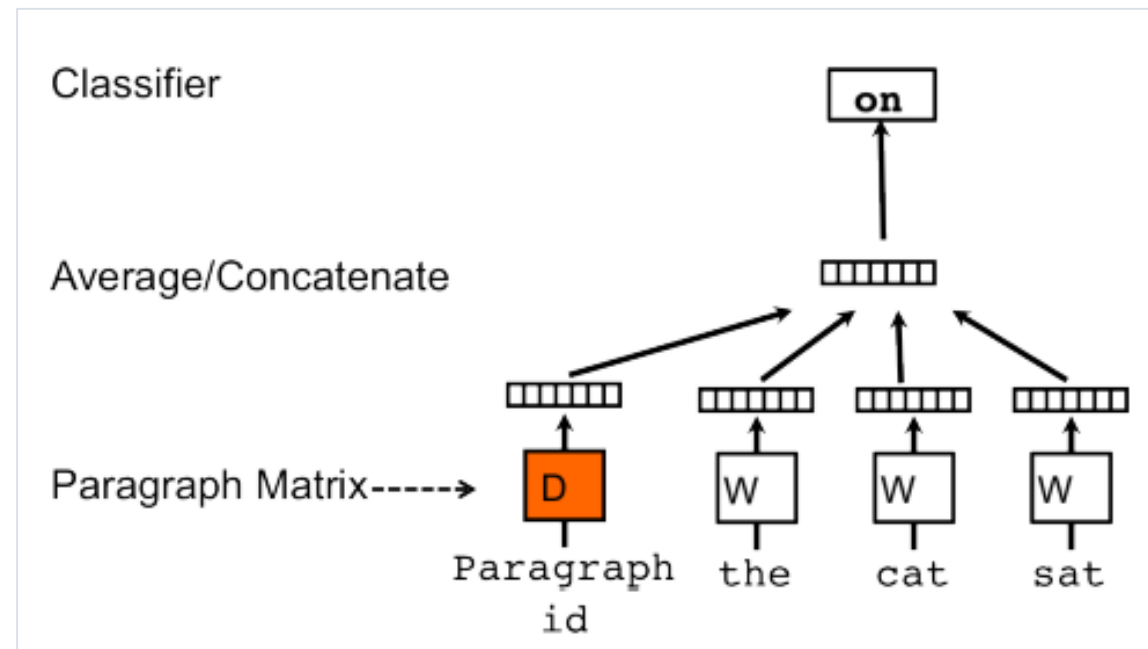 Classifier
on
Average/Concatenate
Paragraph Matrix
D
W
W
W
Paragraph
id
the
cat
sat